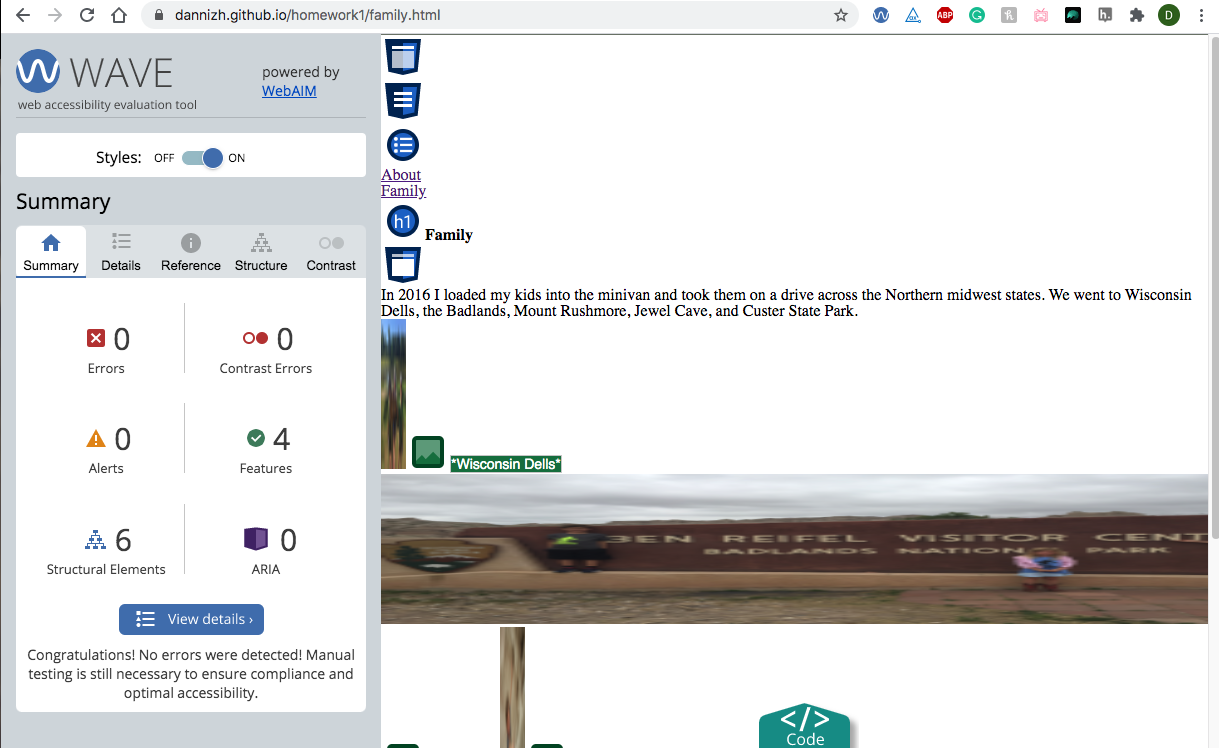 dannizh.github.io/homework1/family.html
ABP
D
WAVE
web accessibility evaluation tool
powered by
WebAIM
Styles: OFF ON
Summary
Summary Details Reference Structure Contrast
0 Errors
0 Contrast Errors
0 Alerts
4 Features
6 Structural Elements
0 ARIA
View details ›
Congratulations! No errors were detected! Manual
testing is still necessary to ensure compliance and
optimal accessibility.
About
Family
h1 Family
In 2016 I loaded my kids into the minivan and took them on a drive across the Northern midwest states. We went to Wisconsin
Dells, the Badlands, Mount Rushmore, Jewel Cave, and Custer State Park.
*Wisconsin Dells*
BEN REIFEL VISITOR CENT
BADLANDS NATION PARK
</>
Code